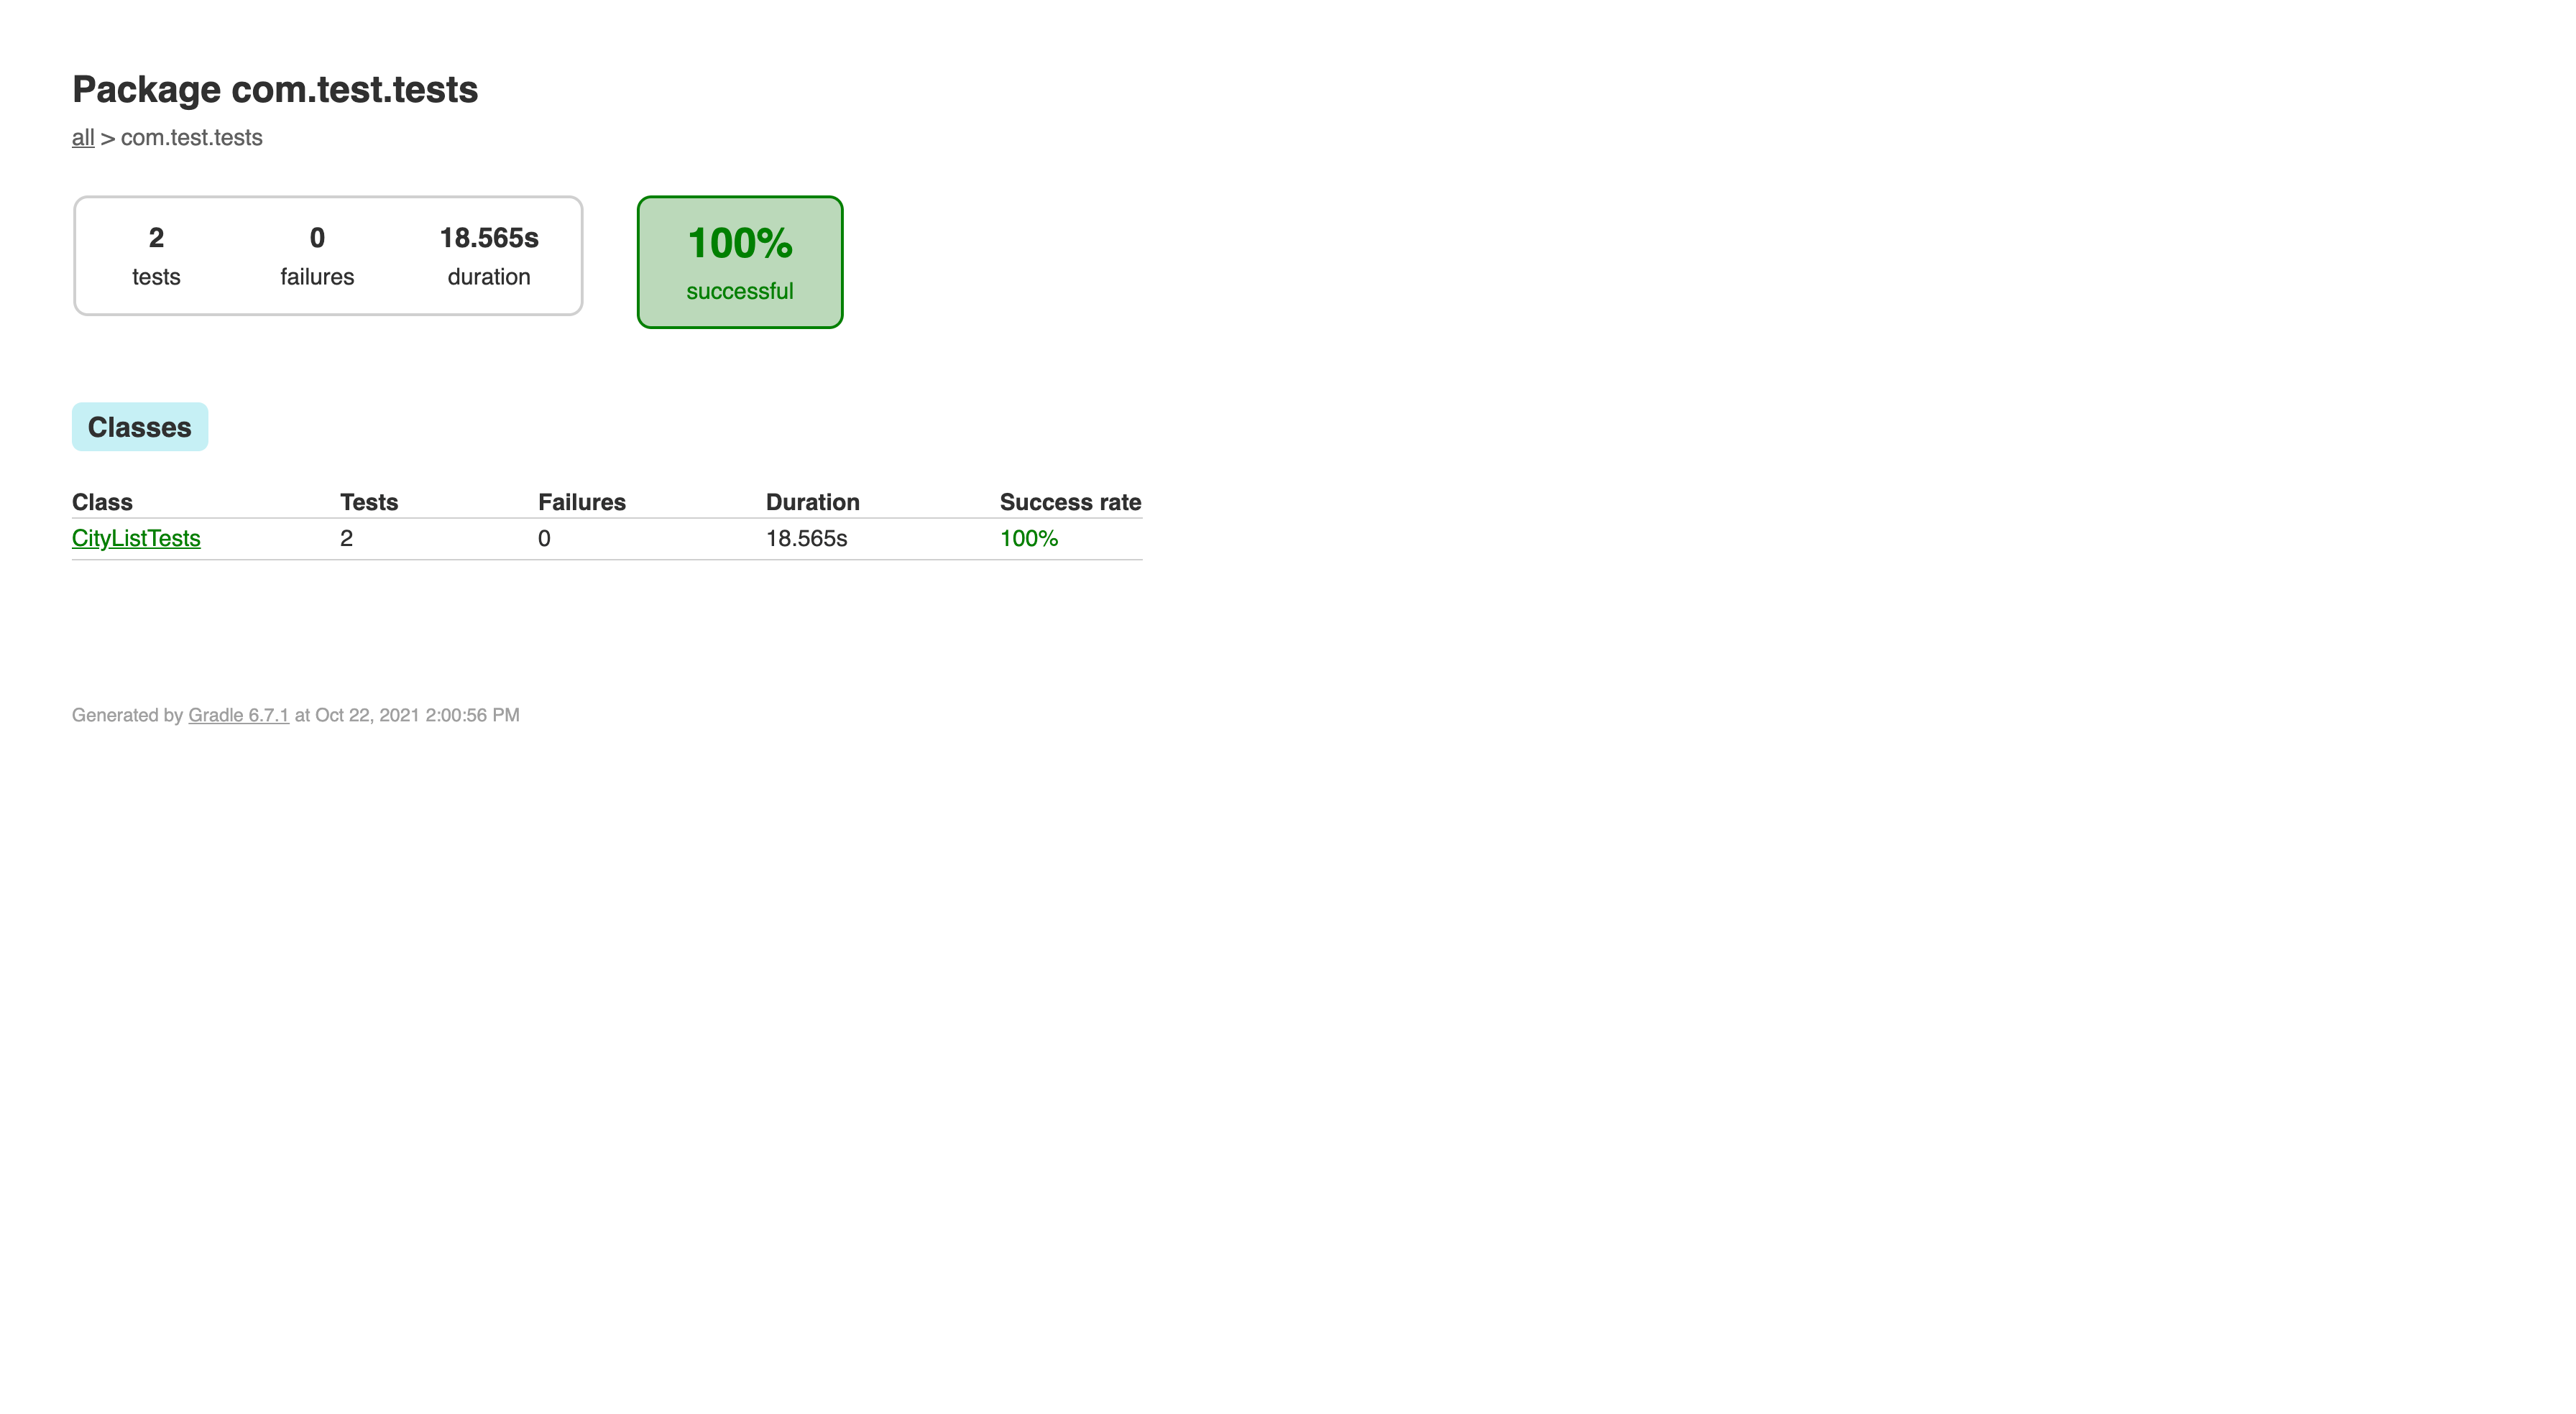 Package com.test.tests
all > com.test.tests
2 0 18.565s
tests failures duration
100%
successful
Classes
Class Tests Failures Duration Success rate
CityListTests 2 0 18.565s 100%
Generated by Gradle 6.7.1 at Oct 22, 2021 2:00:56 PM